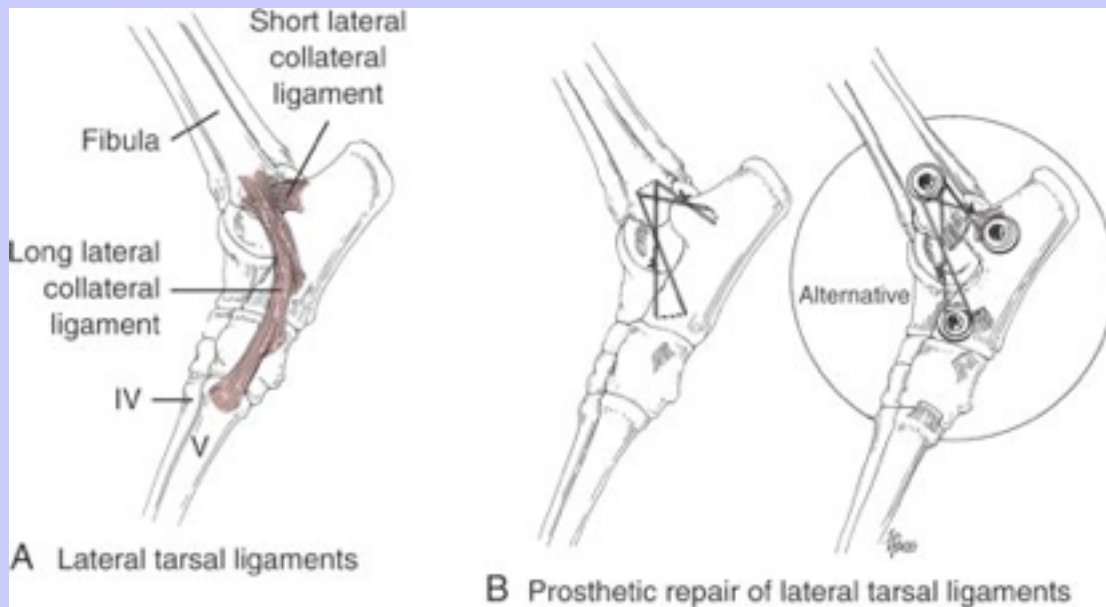 Short lateral
collateral
ligament
Fibula
Long lateral
collateral
ligament
IV
V
A Lateral tarsal ligaments
Alternative
B Prosthetic repair of lateral tarsal ligaments